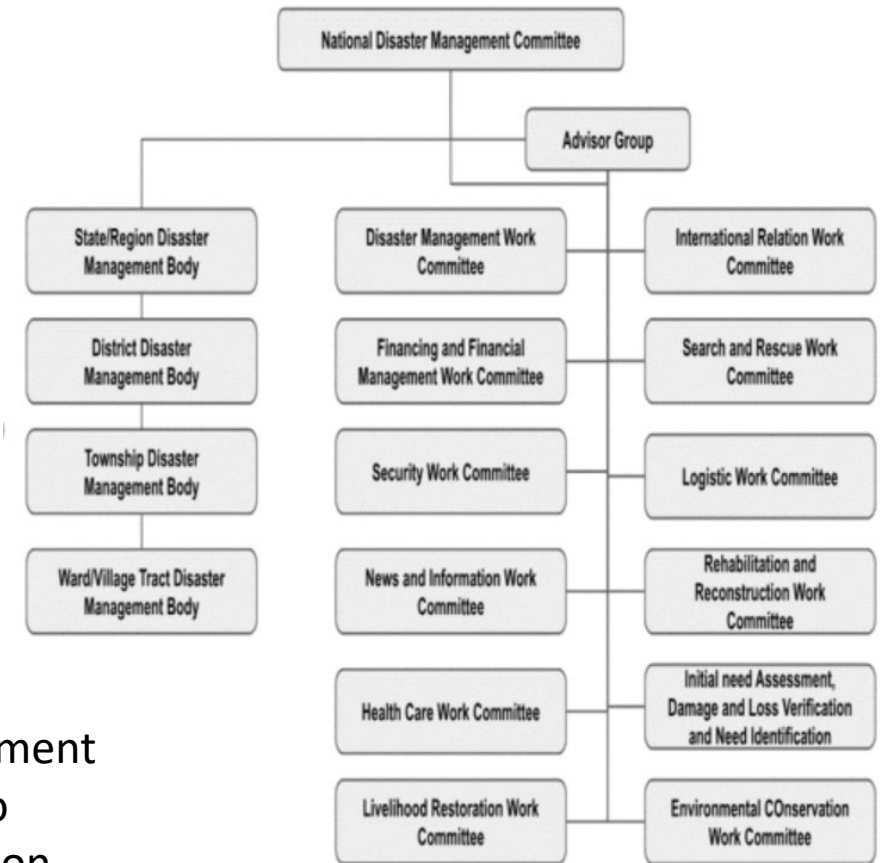 National Disaster Management Committee
Advisor Group
State/Region Disaster
Management Body
District Disaster
Management Body
Township Disaster
Management Body
Ward/Village Tract Disaster
Management Body
Disaster Management Work
Committee
International Relation Work
Committee
Financing and Financial
Management Work Committee
Search and Rescue Work
Committee
Security Work Committee
Logistic Work Committee
News and Information Work
Committee
Rehabilitation and
Reconstruction Work
Committee
Health Care Work Committee
Initial need Assessment,
Damage and Loss Verification
and Need Identification
Livelihood Restoration Work
Committee
Environmental COnservation
Work Committee